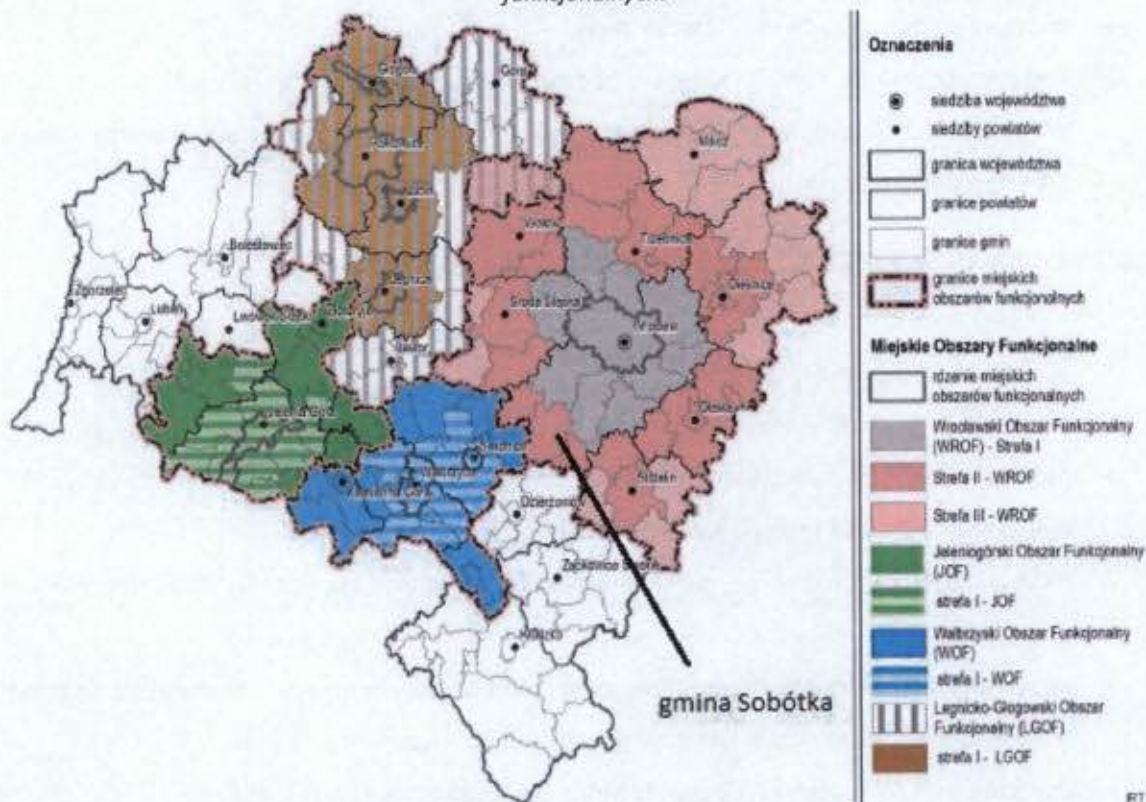 funkcjonalnych
Głogów
Góra
Milicz
Polkowice
Lubin
Bolesławiec
Wołów
Trzebnica
Zgorzelec
Legnica
Oleśnica
Środa Śląska
Lubań
Lwówek Śląski
Złotoryja
Wrocław
Jawor
Jelenia Góra
Oława
Świdnica
Wałbrzych
Kamienna Góra
Strzelin
Dzierżoniów
Ząbkowice Śląskie
Kłodzko
gmina Sobótka
Oznaczenia
siedziba województwa
siedziby powiatów
granica województwa
granice powiatów
granice gmin
granice miejskich
obszarów funkcjonalnych
Miejskie Obszary Funkcjonalne
rdzenie miejskich
obszarów funkcjonalnych
Wrocławski Obszar Funkcjonalny
(WROF) - Strefa I
Strefa II - WROF
Strefa III - WROF
Jeleniogórski Obszar Funkcjonalny
(JOF)
strefa I - JOF
Wałbrzyski Obszar Funkcjonalny
(WOF)
strefa I - WOF
Legnicko-Głogowski Obszar
Funkcjonalny (LGOF)
strefa I - LGOF